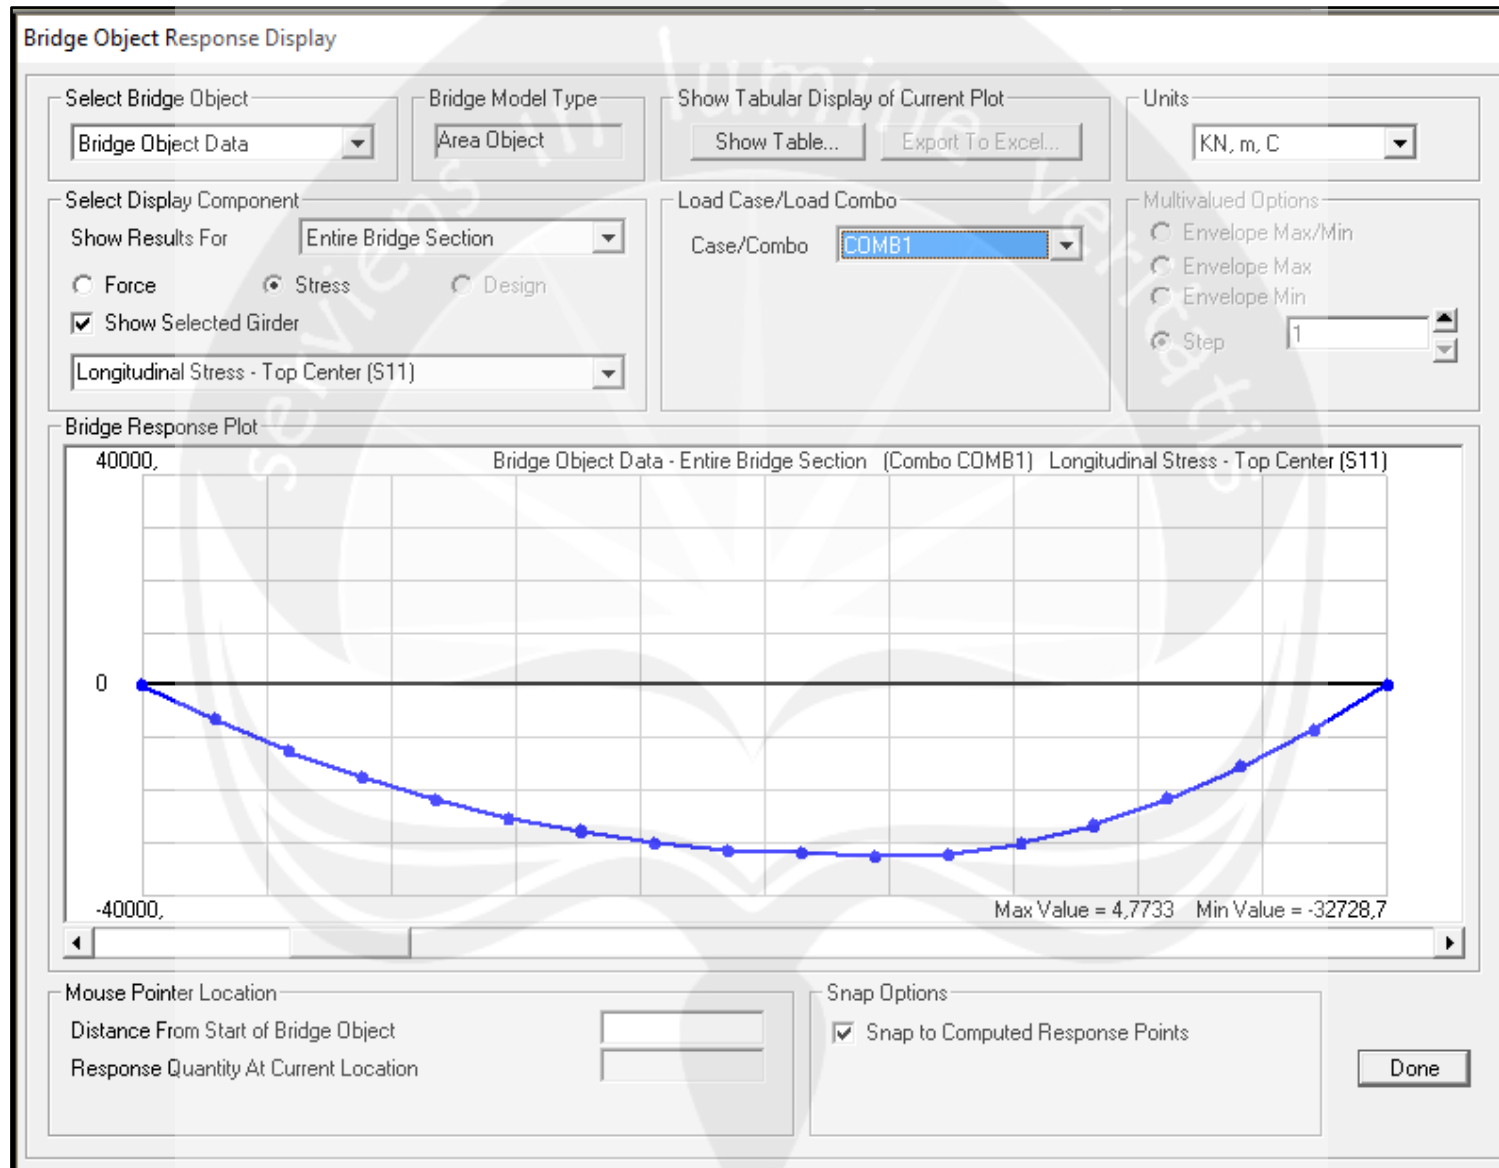 Bridge Object Response Display
Select Bridge Object
Bridge Model Type
Show Tabular Display of Current Plot
Units
Bridge Object Data
Area Object
Show Table...
Export To Excel...
KN, m, C
Select Display Component
Load Case/Load Combo
Multivalued Options
Show Results For
Entire Bridge Section
Case/Combo
COMB1
Envelope Max/Min
Envelope Max
Envelope Min
Step
1
Force
Stress
Design
Show Selected Girder
Longitudinal Stress - Top Center (S11)
Bridge Response Plot
40000,
Bridge Object Data - Entire Bridge Section (Combo COMB1) Longitudinal Stress - Top Center (S11)
0
-40000,
Max Value = 4,7733 Min Value = -32728,7
Mouse Pointer Location
Snap Options
Distance From Start of Bridge Object
Snap to Computed Response Points
Response Quantity At Current Location
Done
serviens in lumine veritatis